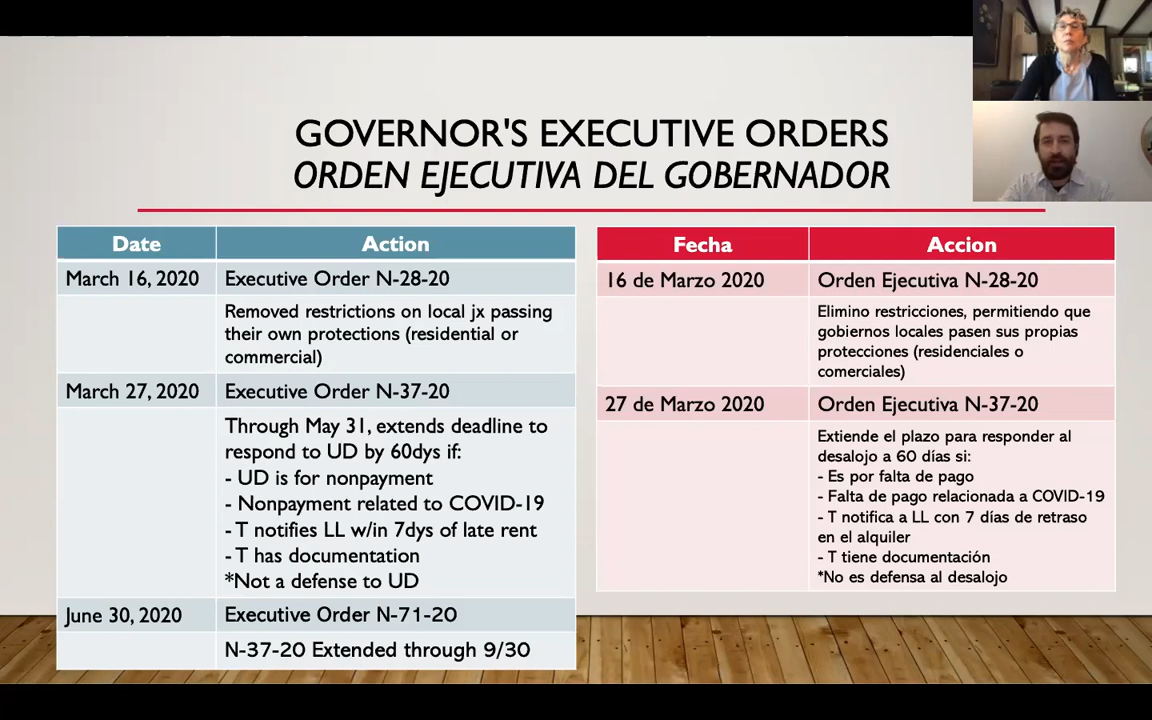 GOVERNOR'S EXECUTIVE ORDERS
ORDEN EJECUTIVA DEL GOBERNADOR
Date Action
March 16, 2020 Executive Order N-28-20
Removed restrictions on local jx passing
their own protections (residential or
commercial)
March 27, 2020 Executive Order N-37-20
Through May 31, extends deadline to
respond to UD by 60dys if:
- UD is for nonpayment
- Nonpayment related to COVID-19
- T notifies LL w/in 7dys of late rent
- T has documentation
*Not a defense to UD
June 30, 2020 Executive Order N-71-20
N-37-20 Extended through 9/30
Fecha Accion
16 de Marzo 2020 Orden Ejecutiva N-28-20
Elimino restricciones, permitiendo que
gobiernos locales pasen sus propias
protecciones (residenciales o
comerciales)
27 de Marzo 2020 Orden Ejecutiva N-37-20
Extiende el plazo para responder al
desalojo a 60 días si:
- Es por falta de pago
- Falta de pago relacionada a COVID-19
- T notifica a LL con 7 días de retraso
en el alquiler
- T tiene documentación
*No es defensa al desalojo